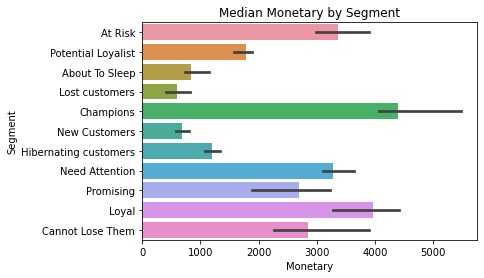 Median Monetary by Segment
Segment
At Risk
Potential Loyalist
About To Sleep
Lost customers
Champions
New Customers
Hibernating customers
Need Attention
Promising
Loyal
Cannot Lose Them
0 1000 2000 3000 4000 5000
Monetary